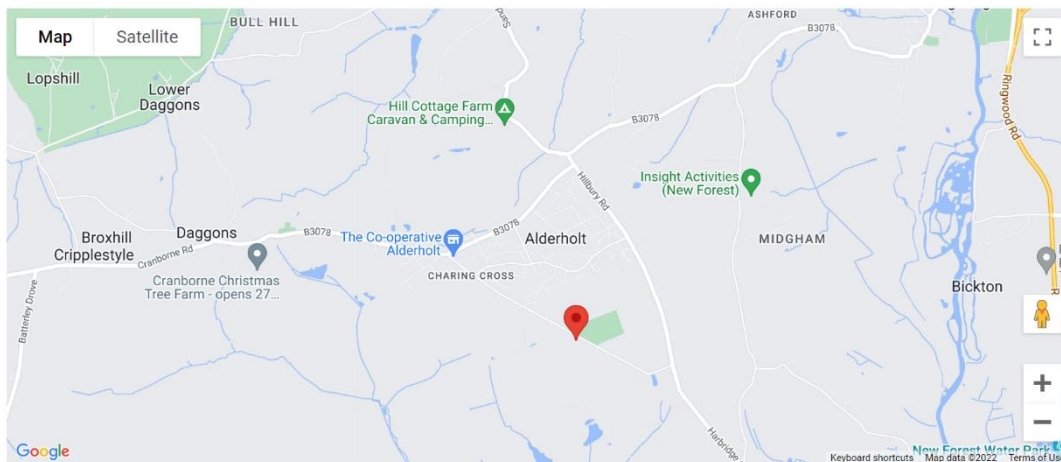 BULL HILL
ASHFORD
Map
Satellite
B3078
Lopshill
Lower
Daggons
Hill Cottage Farm
Caravan & Camping...
Ringwood Rd
B3078
Insight Activities
(New Forest)
Hillbury Rd
Broxhill
Cripplestyle
Daggons
B3078
Cranborne Rd
The Co-operative
Alderholt
B3078
Alderholt
MIDGHAM
CHARING CROSS
Cranborne Christmas
Tree Farm - opens 27...
Bickton
Batterley Drove
Harbridge
Google
New Forest Water Park
Keyboard shortcuts
Map data ©2022
Terms of Us